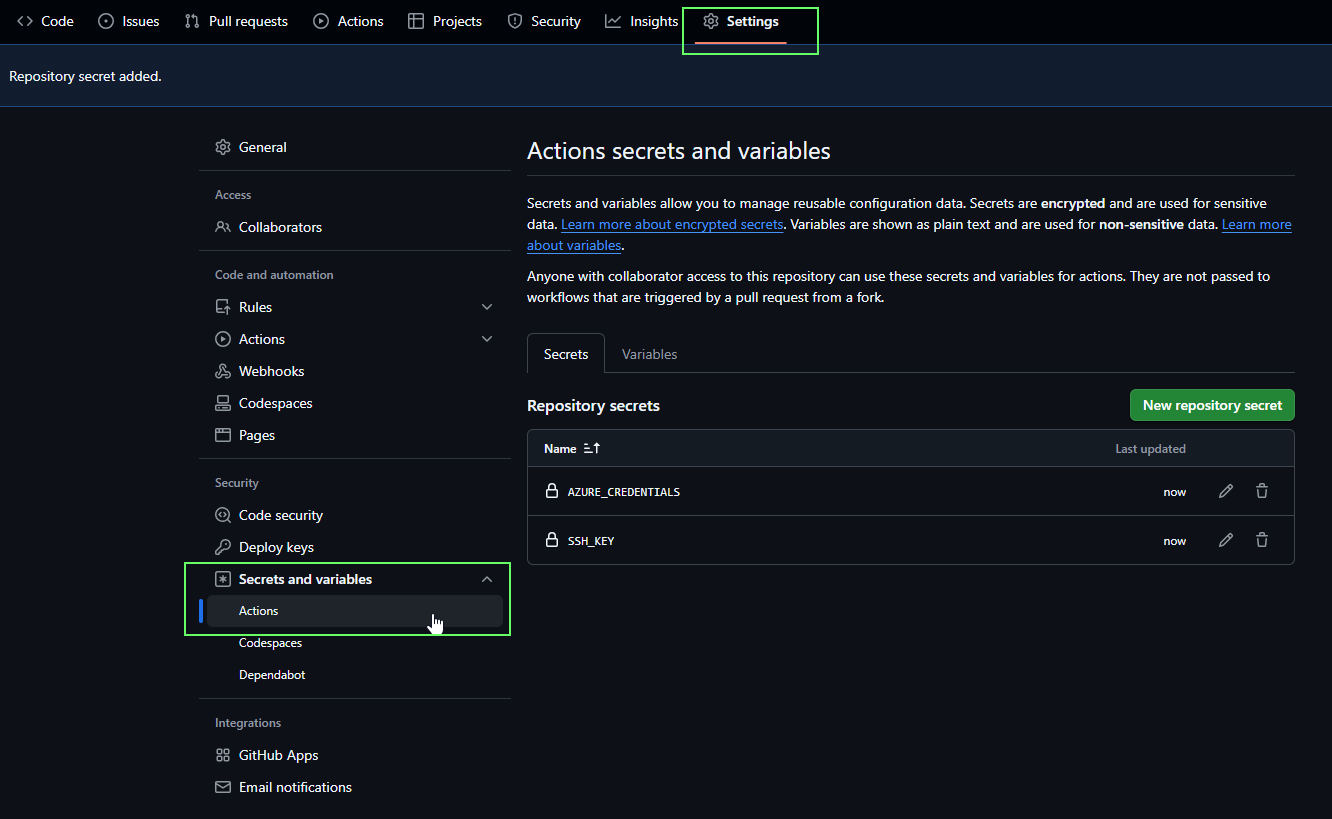 Code
Issues
Pull requests
Actions
Projects
Security
Insights
Settings
Repository secret added.
General
Access
Collaborators
Code and automation
Rules
Actions
Webhooks
Codespaces
Pages
Security
Code security
Deploy keys
Secrets and variables
Actions
Codespaces
Dependabot
Integrations
GitHub Apps
Email notifications
Actions secrets and variables
Secrets and variables allow you to manage reusable configuration data. Secrets are encrypted and are used for sensitive
data. Learn more about encrypted secrets. Variables are shown as plain text and are used for non-sensitive data. Learn more
about variables.
Anyone with collaborator access to this repository can use these secrets and variables for actions. They are not passed to
workflows that are triggered by a pull request from a fork.
Secrets
Variables
Repository secrets
New repository secret
Name
Last updated
AZURE_CREDENTIALS
now
SSH_KEY
now